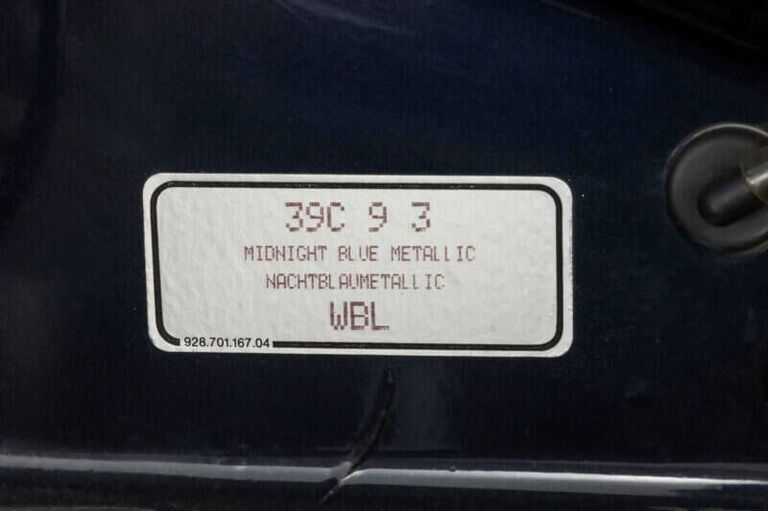 39C 9 3
MIDNIGHT BLUE METALLIC
NACHTBLAUMETALLIC
WBL
928.701.167.04